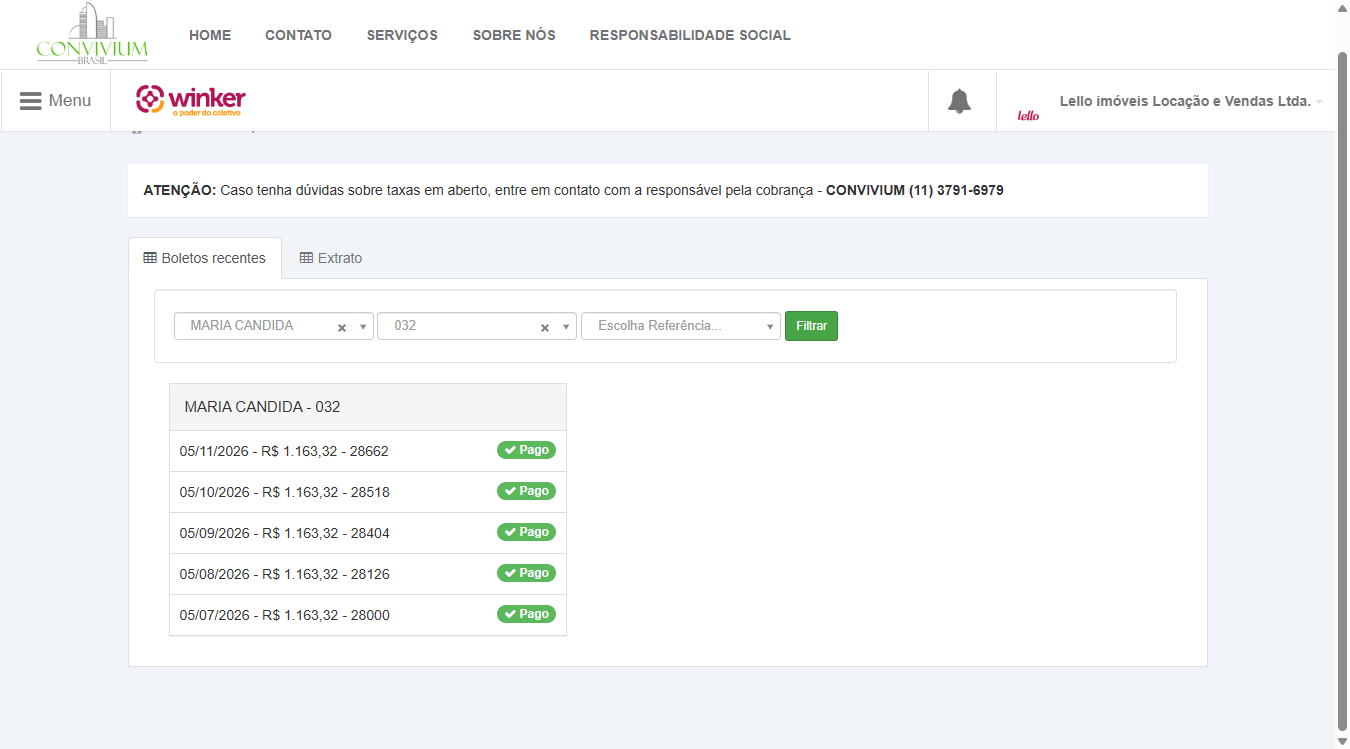 CONVIVIUM
BRASIL
HOME CONTATO SERVIÇOS SOBRE NÓS RESPONSABILIDADE SOCIAL
Menu
winker
o poder do coletivo
lello
Lello imóveis Locação e Vendas Ltda.
ATENÇÃO: Caso tenha dúvidas sobre taxas em aberto, entre em contato com a responsável pela cobrança - CONVIVIUM (11) 3791-6979
Boletos recentes Extrato
MARIA CANDIDA 032 Escolha Referência... Filtrar
MARIA CANDIDA - 032
05/11/2026 - R$ 1.163,32 - 28662 Pago
05/10/2026 - R$ 1.163,32 - 28518 Pago
05/09/2026 - R$ 1.163,32 - 28404 Pago
05/08/2026 - R$ 1.163,32 - 28126 Pago
05/07/2026 - R$ 1.163,32 - 28000 Pago